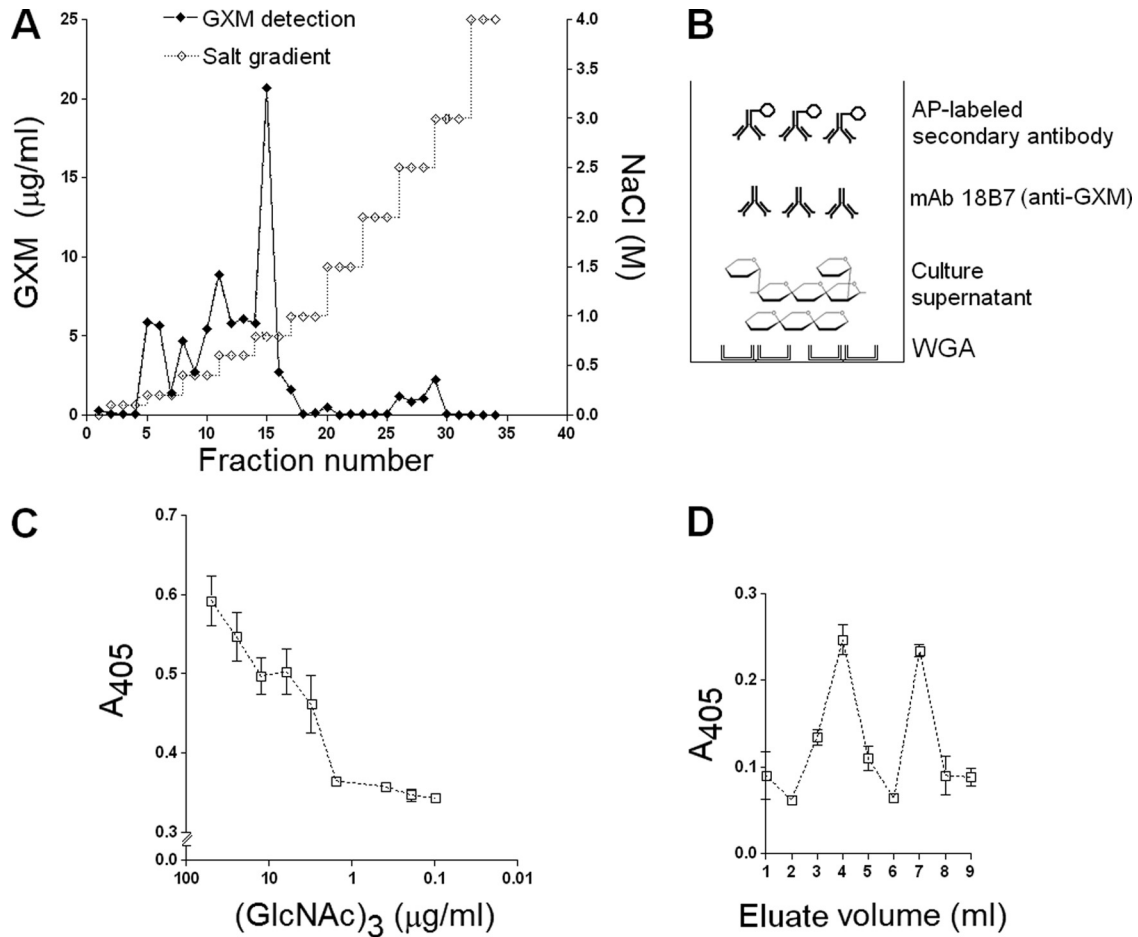 A
GXM detection
Salt gradient
25
20
15
10
5
0
GXM (µg/ml)
4.0
3.5
3.0
2.5
2.0
1.5
1.0
0.5
0.0
NaCl (M)
0 5 10 15 20 25 30 35 40
Fraction number
B
AP-labeled
secondary antibody
mAb 18B7 (anti-GXM)
Culture
supernatant
WGA
C
0.7
0.6
0.5
0.4
0.3
0.0
A405
100 10 1 0.1 0.01
(GlcNAc)3 (µg/ml)
D
0.3
0.2
0.1
0.0
A405
1 2 3 4 5 6 7 8 9
Eluate volume (ml)